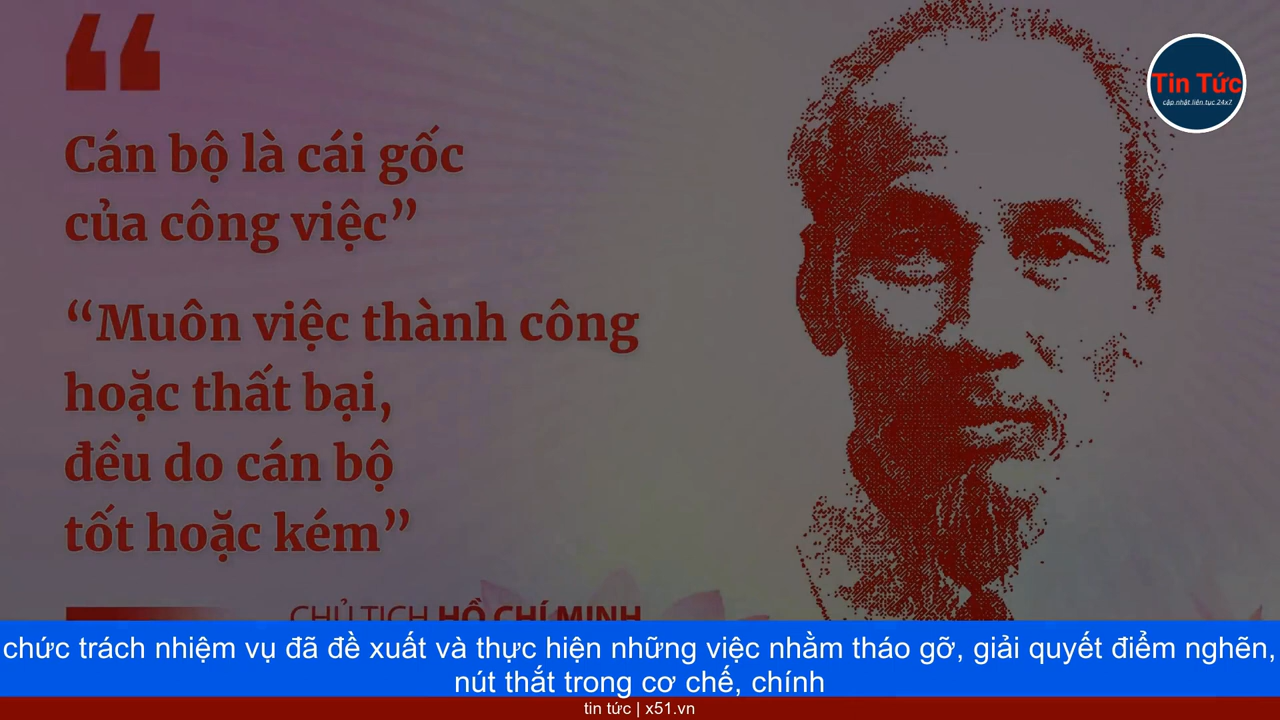 “
Tin Tức
cập nhật liên tục 24x7
Cán bộ là cái gốc
của công việc”
“Muôn việc thành công
hoặc thất bại,
đều do cán bộ
tốt hoặc kém”
CHỦ TỊCH HỒ CHÍ MINH
chức trách nhiệm vụ đã đề xuất và thực hiện những việc nhằm tháo gỡ, giải quyết điểm nghẽn,
nút thắt trong cơ chế, chính
tin tức | x51.vn